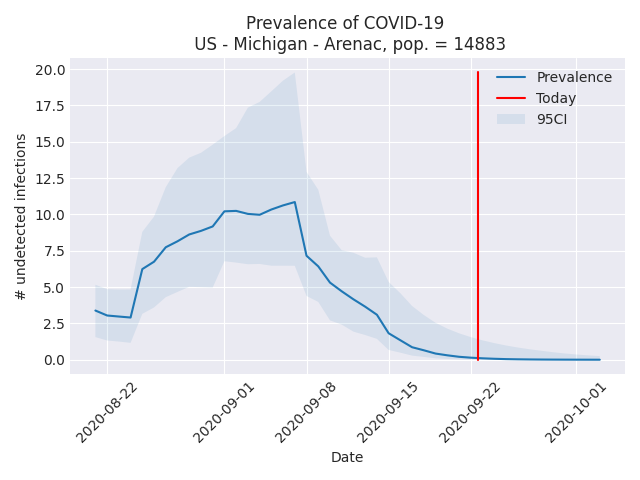 Prevalence of COVID-19
US - Michigan - Arenac, pop. = 14883
# undetected infections
20.0
17.5
15.0
12.5
10.0
7.5
5.0
2.5
0.0
Prevalence
Today
95CI
2020-08-22
2020-09-01
2020-09-08
2020-09-15
2020-09-22
2020-10-01
Date